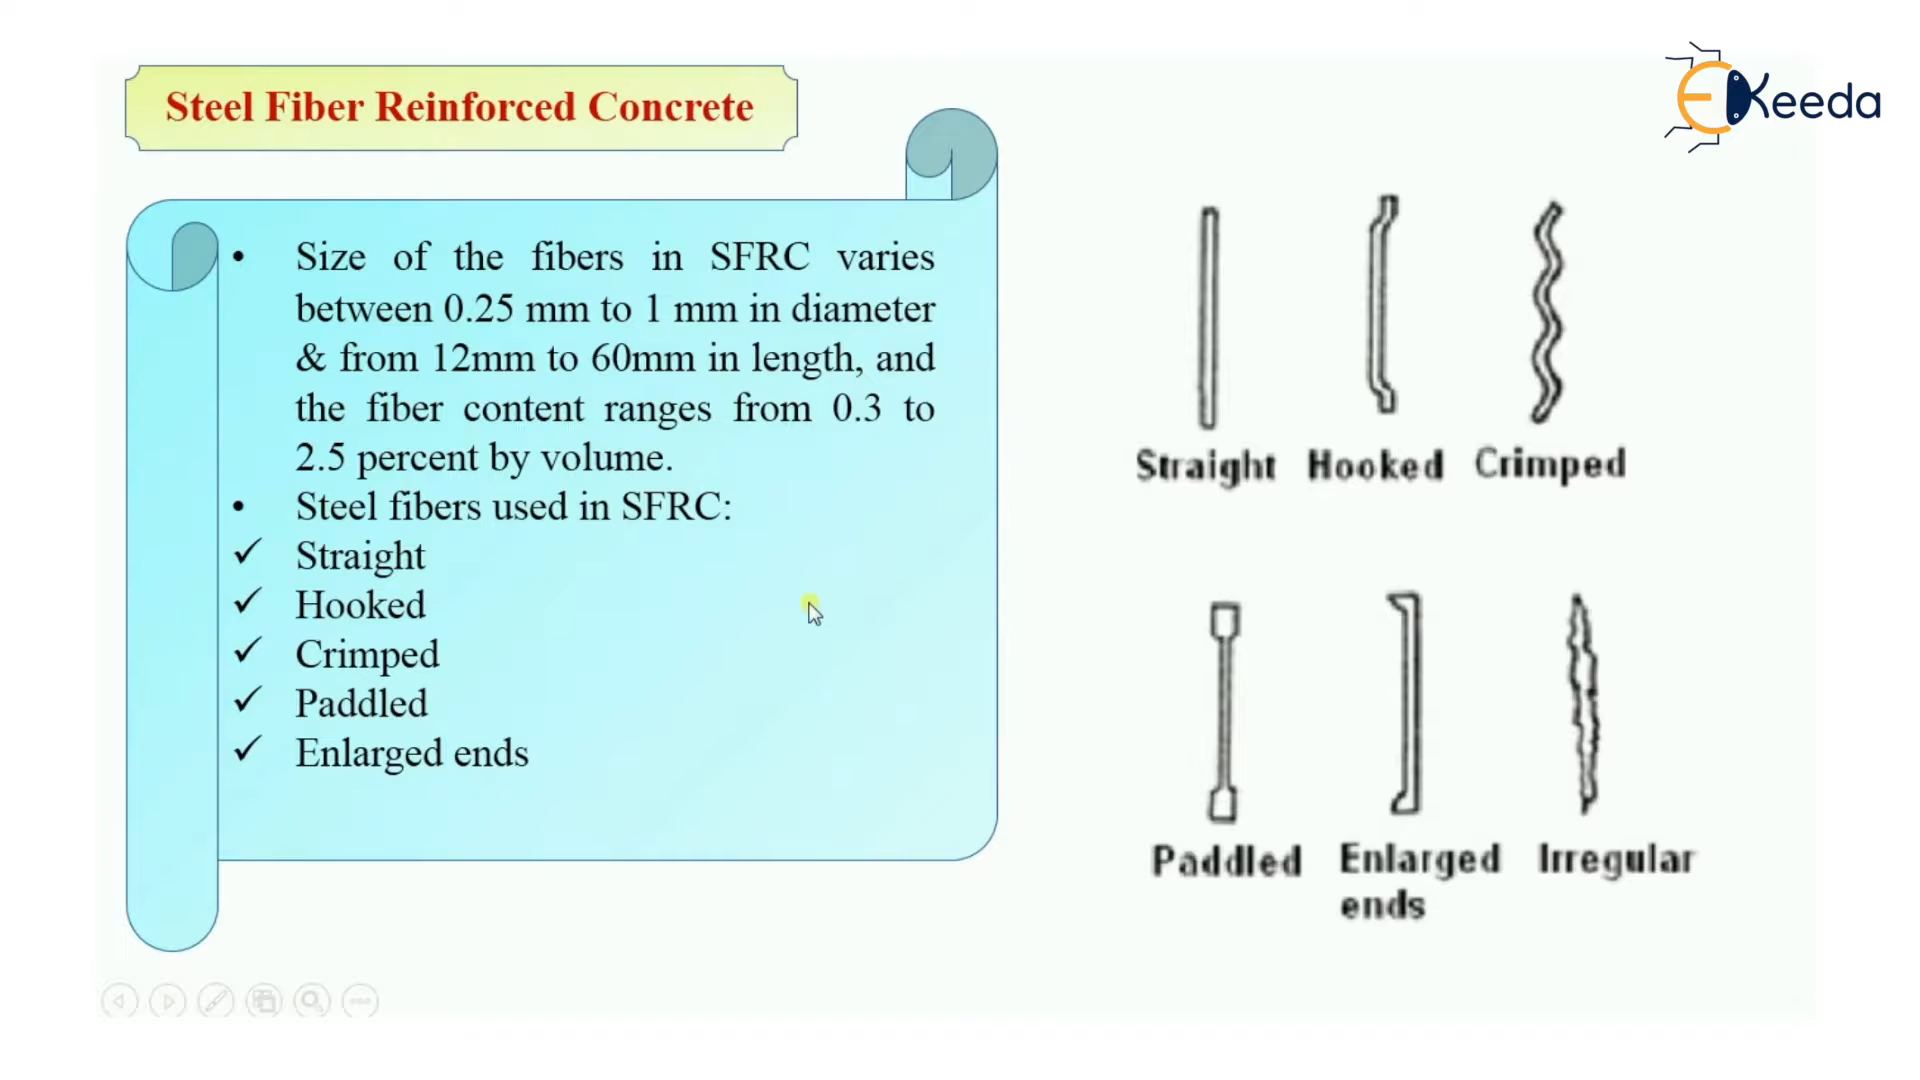 EKeeda
Steel Fiber Reinforced Concrete
• Size of the fibers in SFRC varies
between 0.25 mm to 1 mm in diameter
& from 12mm to 60mm in length, and
the fiber content ranges from 0.3 to
2.5 percent by volume.
• Steel fibers used in SFRC:
✓ Straight
✓ Hooked
✓ Crimped
✓ Paddled
✓ Enlarged ends
Straight Hooked Crimped
Paddled Enlarged ends Irregular